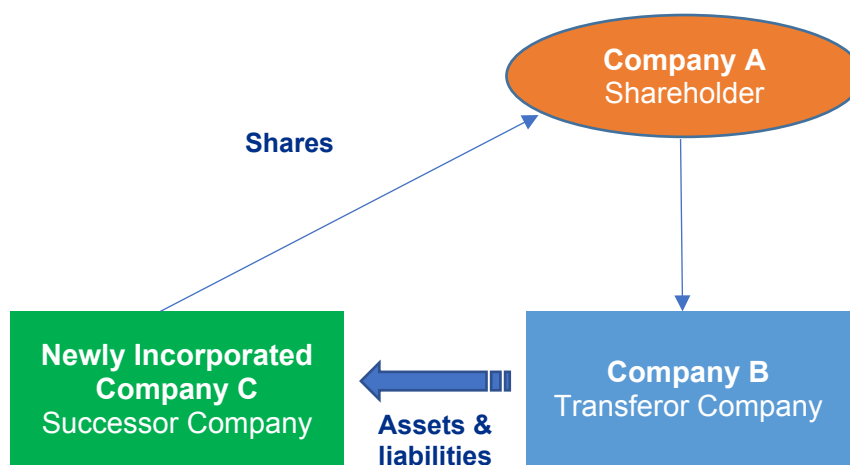 Company A
Shareholder
Shares
Newly Incorporated
Company C
Successor Company
Assets &
liabilities
Company B
Transferor Company